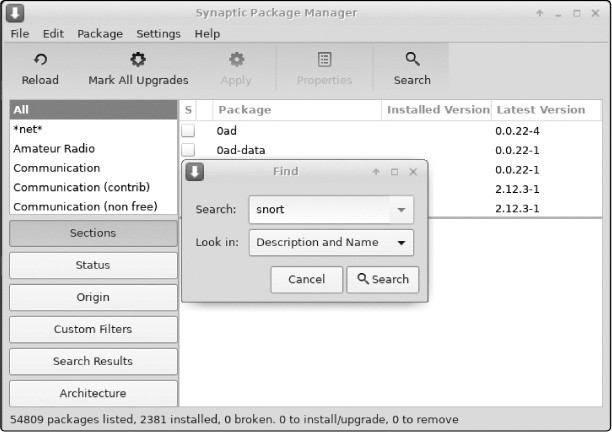 Synaptic Package Manager
File Edit Package Settings Help
Reload Mark All Upgrades Apply Properties Search
All
*net*
Amateur Radio
Communication
Communication (contrib)
Communication (non free)
Sections
Status
Origin
Custom Filters
Search Results
Architecture
S Package Installed Version Latest Version
0ad 0.0.22-4
0ad-data 0.0.22-1
0.0.22-1
2.12.3-1
2.12.3-1
Find
Search: snort
Look in: Description and Name
Cancel Search
54809 packages listed, 2381 installed, 0 broken. 0 to install/upgrade, 0 to remove